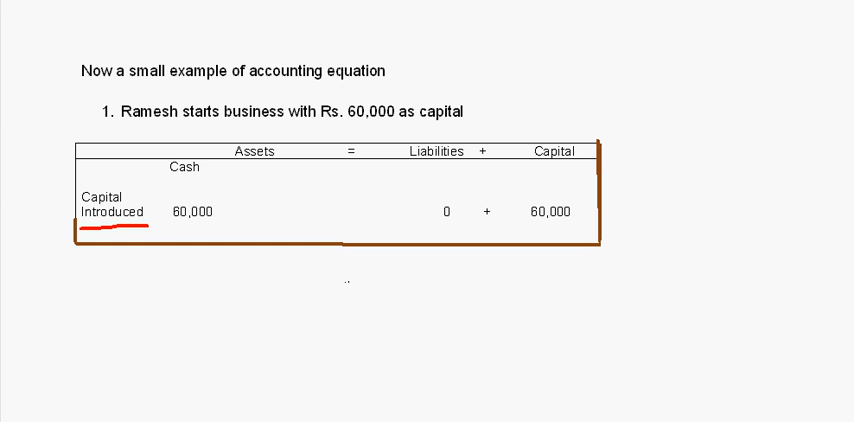 Now a small example of accounting equation
1. Ramesh starts business with Rs. 60,000 as capital
Assets = Liabilities + Capital
Cash
Capital
Introduced 60,000 0 + 60,000